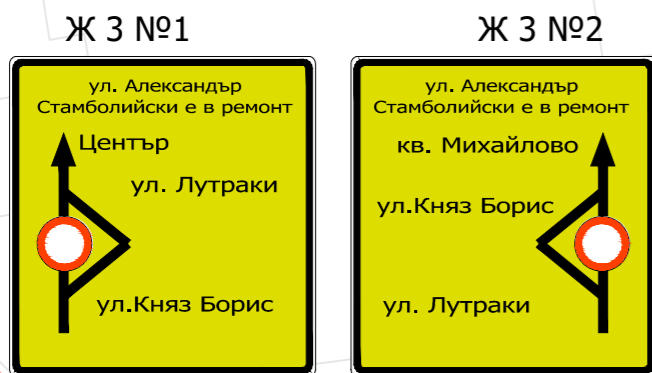 Ж 3 №1
ул. Александър
Стамболийски е в ремонт
Център
ул. Лутраки
ул.Княз Борис
Ж 3 №2
ул. Александър
Стамболийски е в ремонт
кв. Михайлово
ул.Княз Борис
ул. Лутраки